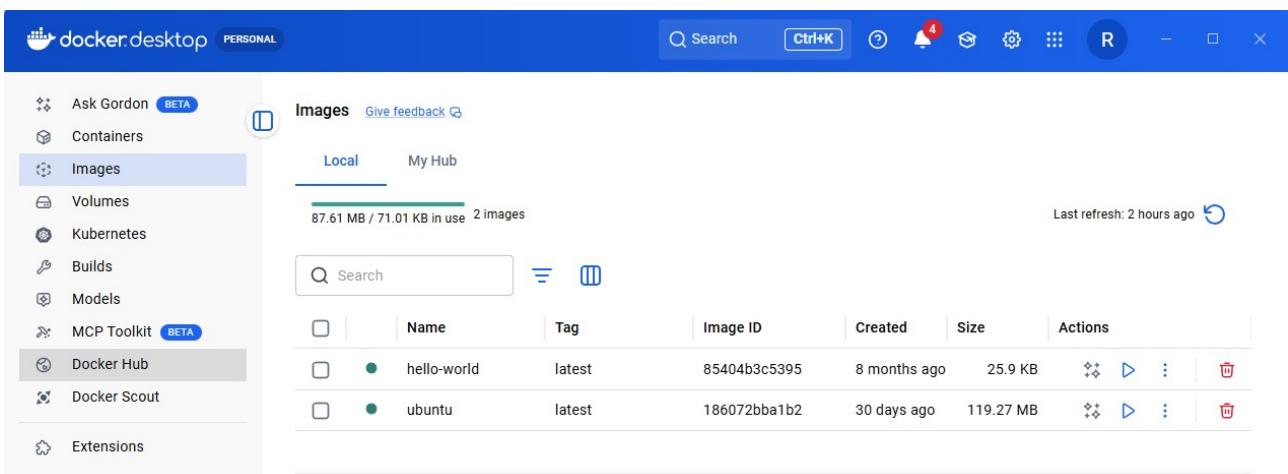 docker.desktop PERSONAL Search Ctrl+K 4 R
Ask Gordon BETA
Containers
Images
Volumes
Kubernetes
Builds
Models
MCP Toolkit BETA
Docker Hub
Docker Scout
Extensions
Images Give feedback
Local My Hub
87.61 MB / 71.01 KB in use 2 images Last refresh: 2 hours ago
Search
Name Tag Image ID Created Size Actions
hello-world latest 85404b3c5395 8 months ago 25.9 KB
ubuntu latest 186072bba1b2 30 days ago 119.27 MB